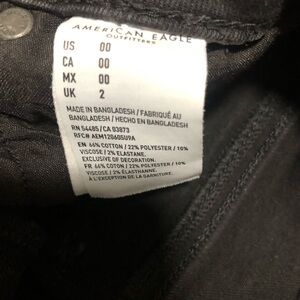 AMERICAN EAGLE
OUTFITTERS
US 00
CA 00
MX 00
UK 2
MADE IN BANGLADESH / FABRIQUÉ AU
BANGLADESH / HECHO EN BANGLADESH
RN 54485 / CA 03873
RFC# AEM120605U9A
EN 66% COTTON / 22% POLYESTER / 10%
VISCOSE / 2% ELASTANE.
EXCLUSIVE OF DECORATION.
FR 66% COTON / 22% POLYESTER / 10%
VISCOSE / 2% ÉLASTHANNE.
À L'EXCEPTION DE LA GARNITURE.